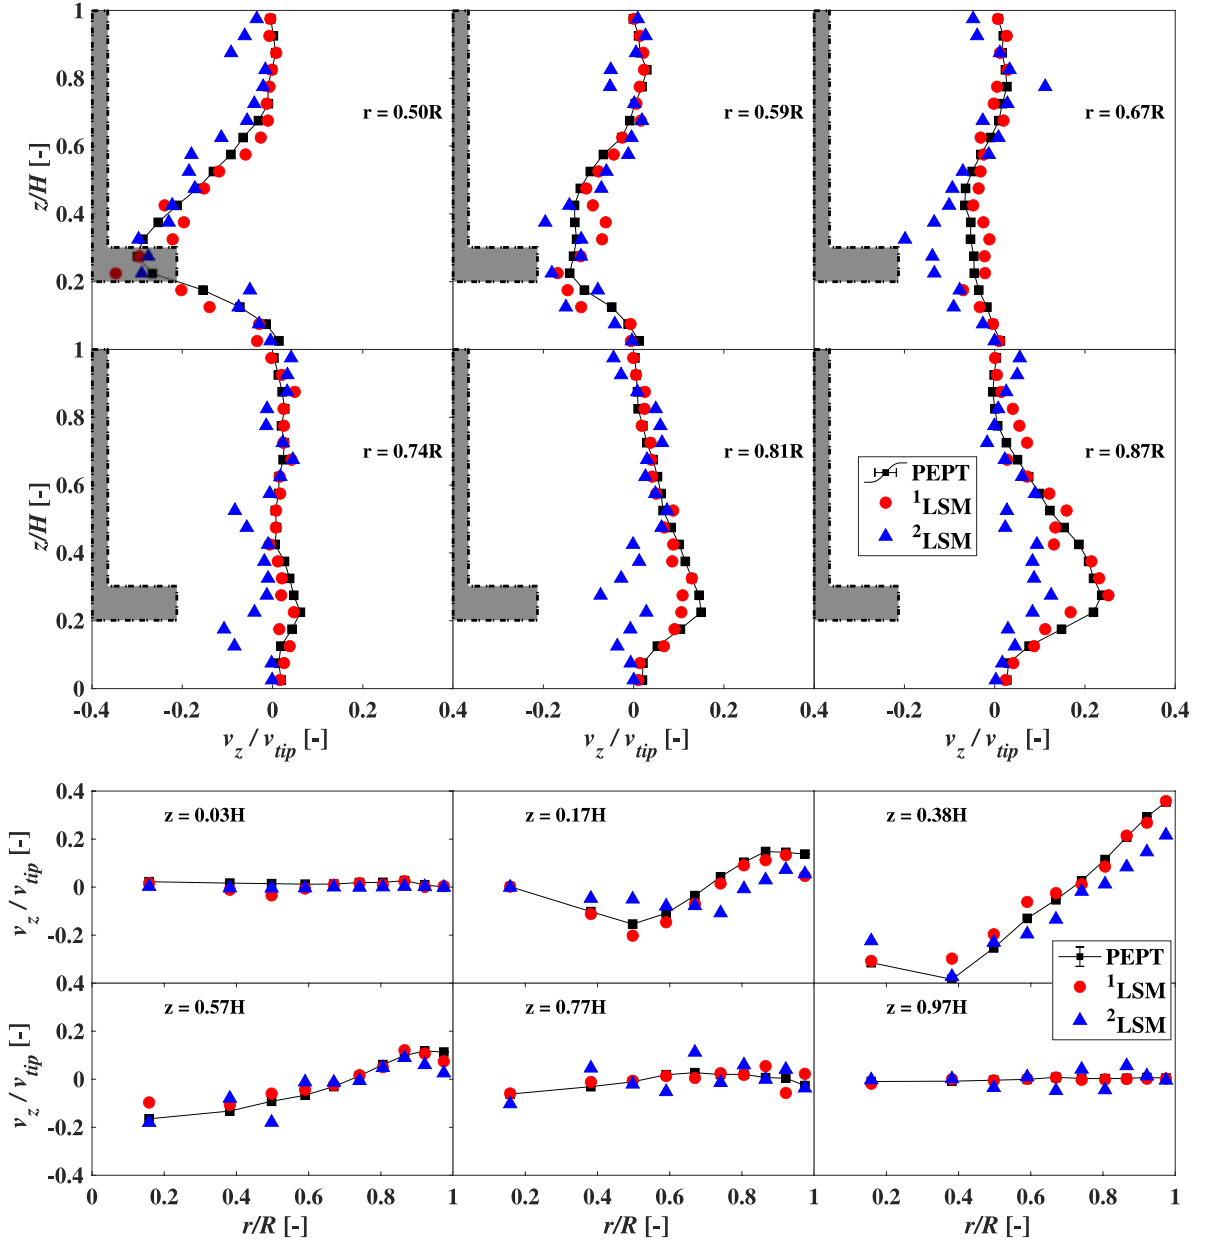 1
0.8
0.6
0.4
0.2
z/H [-]
r = 0.50R
r = 0.59R
r = 0.67R
1
0.8
0.6
0.4
0.2
0
z/H [-]
r = 0.74R
r = 0.81R
r = 0.87R
PEPT
¹LSM
²LSM
-0.4 -0.2 0 0.2 0.4 -0.2 0 0.2 0.4 -0.2 0 0.2 0.4
v_z / v_tip [-] v_z / v_tip [-] v_z / v_tip [-]
0.4
0.2
0
-0.2
0.4
v_z / v_tip [-]
z = 0.03H
z = 0.17H
z = 0.38H
PEPT
¹LSM
²LSM
0.2
0
-0.2
-0.4
v_z / v_tip [-]
z = 0.57H
z = 0.77H
z = 0.97H
0 0.2 0.4 0.6 0.8 1 0.2 0.4 0.6 0.8 1 0.2 0.4 0.6 0.8 1
r/R [-] r/R [-] r/R [-]